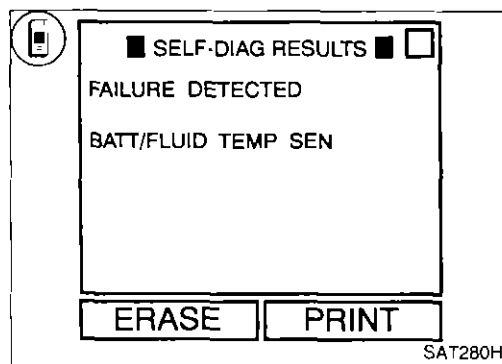 SELF-DIAG RESULTS
FAILURE DETECTED
BATT/FLUID TEMP SEN
ERASE PRINT
SAT280H